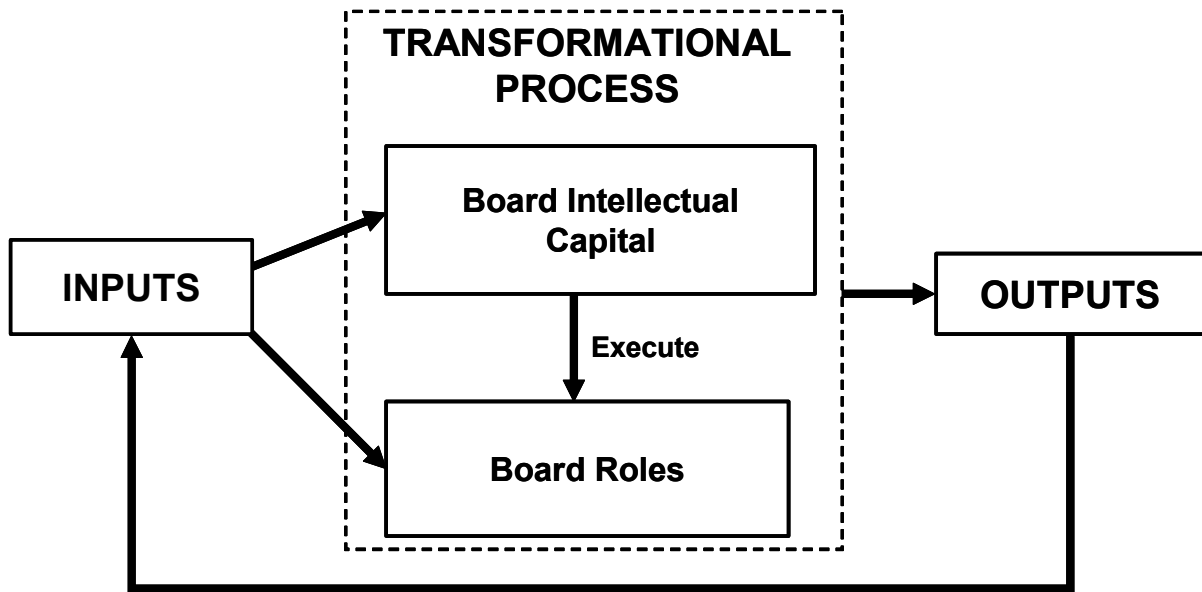 TRANSFORMATIONAL
PROCESS
Board Intellectual
Capital
INPUTS
OUTPUTS
Execute
Board Roles